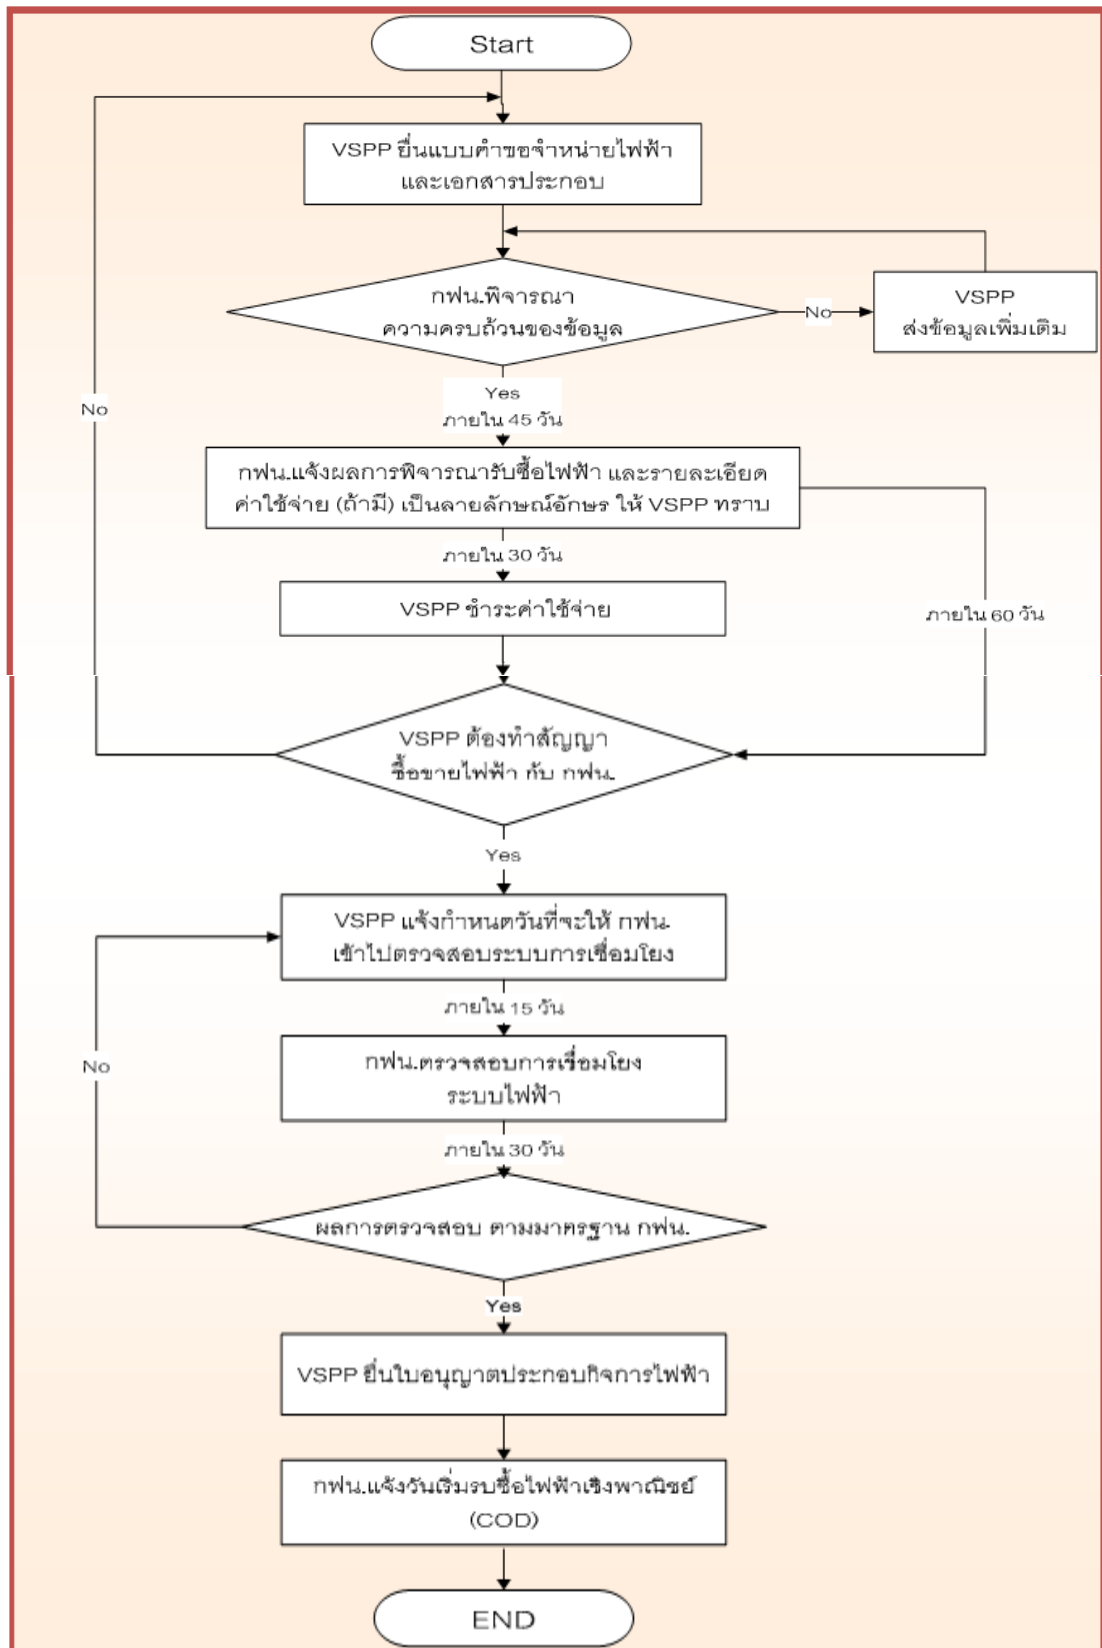 Start
VSPP ยื่นแบบคำขอจำหน่ายไฟฟ้า
และเอกสารประกอบ
กฟน.พิจารณา
ความครบถ้วนของข้อมูล
No
VSPP
ส่งข้อมูลเพิ่มเติม
Yes
ภายใน 45 วัน
No
กฟน.แจ้งผลการพิจารณารับซื้อไฟฟ้า และรายละเอียด
ค่าใช้จ่าย (ถ้ามี) เป็นลายลักษณ์อักษร ให้ VSPP ทราบ
ภายใน 30 วัน
VSPP ชำระค่าใช้จ่าย
ภายใน 60 วัน
VSPP ต้องทำสัญญา
ซื้อขายไฟฟ้า กับ กฟน.
Yes
VSPP แจ้งกำหนดวันที่จะให้ กฟน.
เข้าไปตรวจสอบระบบการเชื่อมโยง
ภายใน 15 วัน
กฟน.ตรวจสอบการเชื่อมโยง
ระบบไฟฟ้า
No
ภายใน 30 วัน
ผลการตรวจสอบ ตามมาตรฐาน กฟน.
Yes
VSPP ยื่นใบอนุญาตประกอบกิจการไฟฟ้า
กฟน.แจ้งวันเริ่มรบซื้อไฟฟ้าเชิงพาณิชย์
(COD)
END